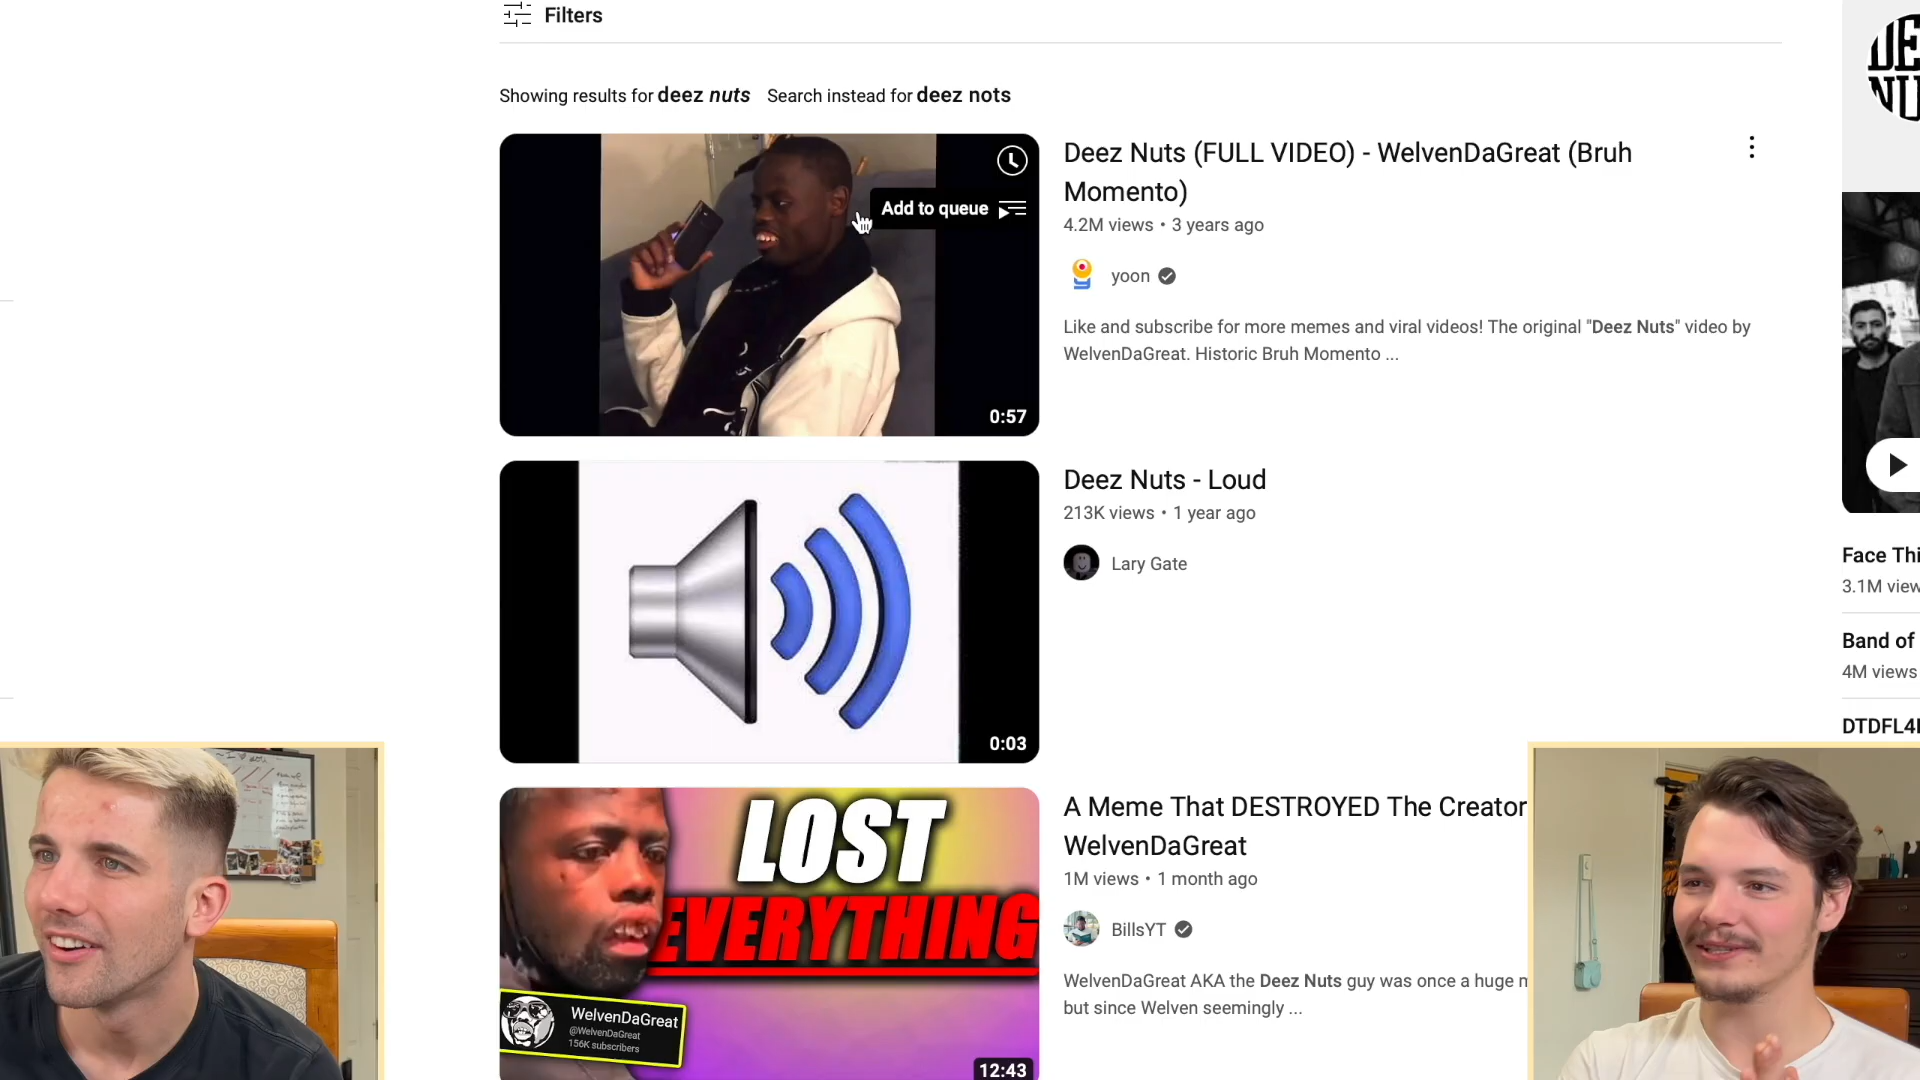 Filters
Showing results for deez nuts Search instead for deez nots
Add to queue
0:57
Deez Nuts (FULL VIDEO) - WelvenDaGreat (Bruh
Momento)
4.2M views • 3 years ago
yoon
Like and subscribe for more memes and viral videos! The original "Deez Nuts" video by
WelvenDaGreat. Historic Bruh Momento ...
0:03
Deez Nuts - Loud
213K views • 1 year ago
Lary Gate
LOST
EVERYTHING
WelvenDaGreat
@WelvenDaGreat
156K subscribers
12:43
A Meme That DESTROYED The Creator
WelvenDaGreat
1M views • 1 month ago
BillsYT
WelvenDaGreat AKA the Deez Nuts guy was once a huge
but since Welven seemingly ...
DE
NU
Face Thi
3.1M view
Band of
4M views
DTDFL4